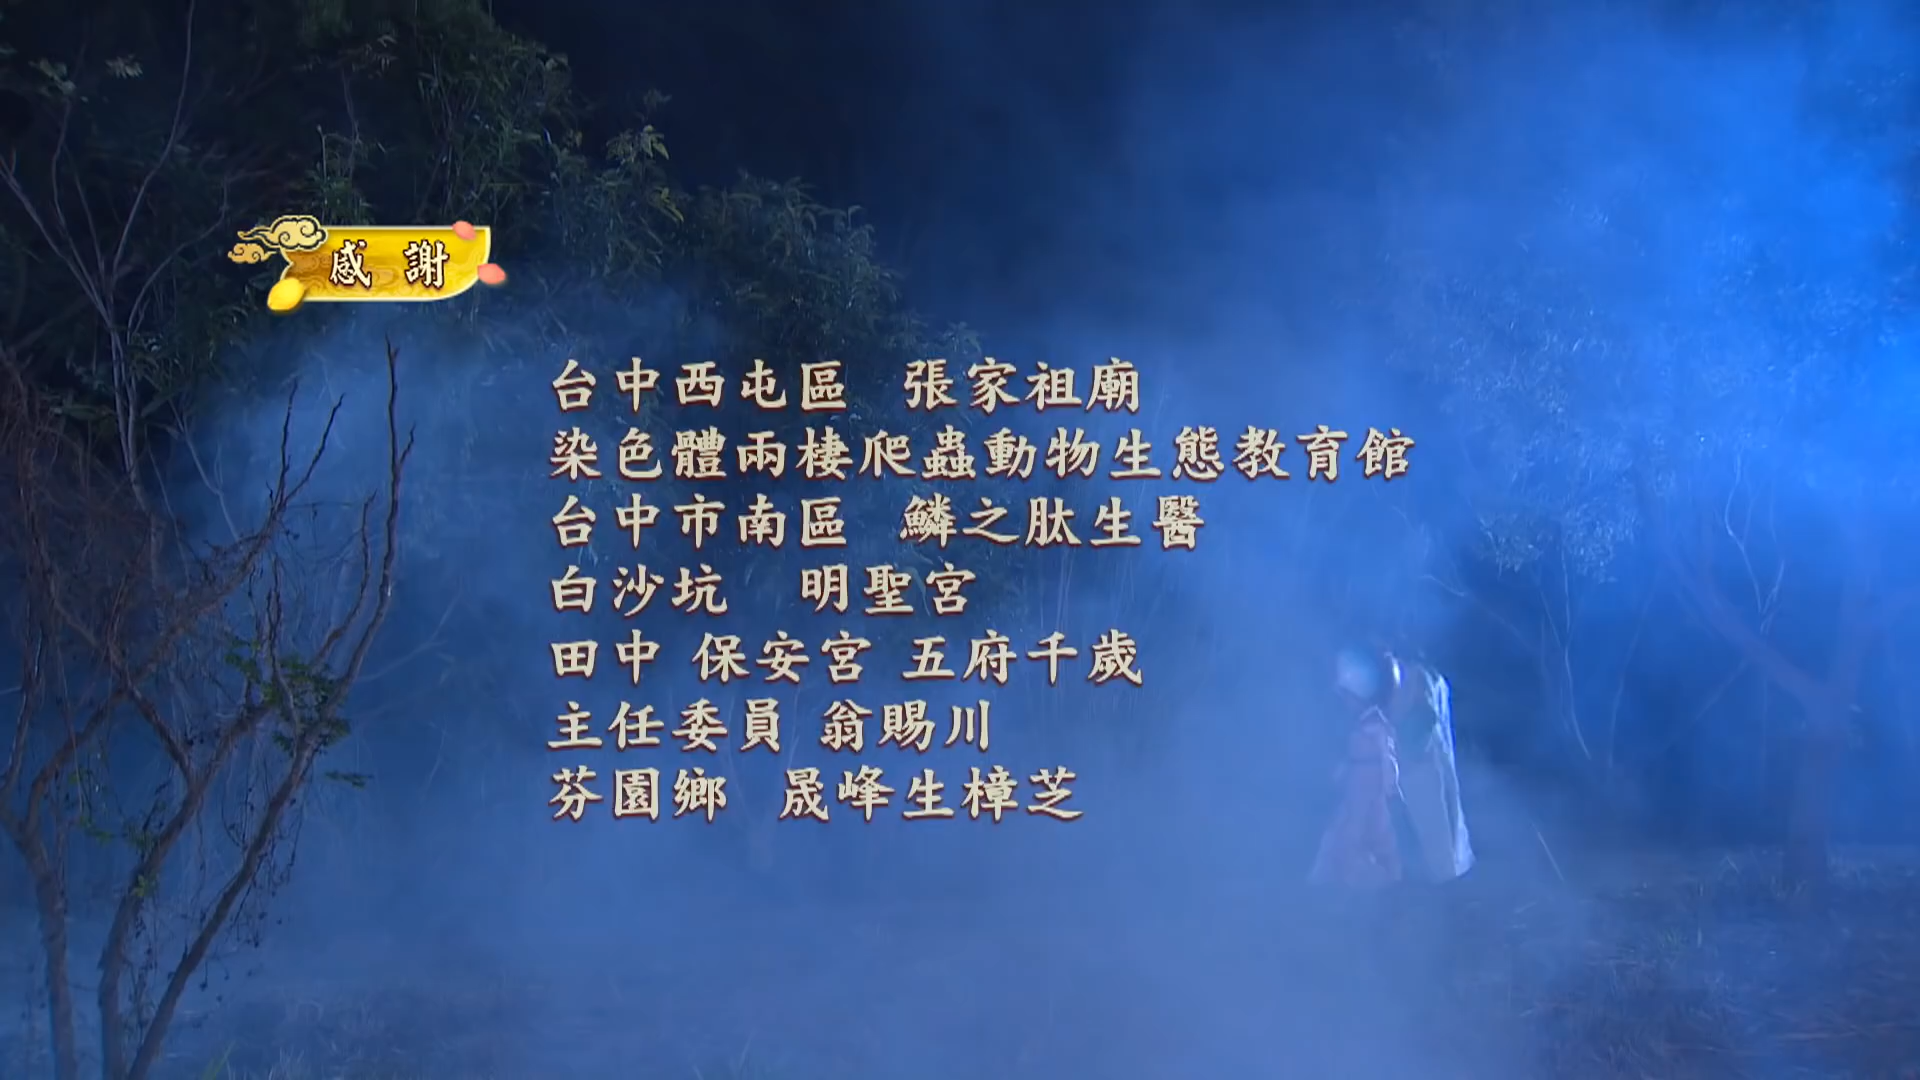 感謝
台中西屯區 張家祖廟
染色體兩棲爬蟲動物生態教育館
台中市南區 鱗之肽生醫
白沙坑 明聖宮
田中 保安宮 五府千歲
主任委員 翁賜川
芬園鄉 晟峰生樟芝